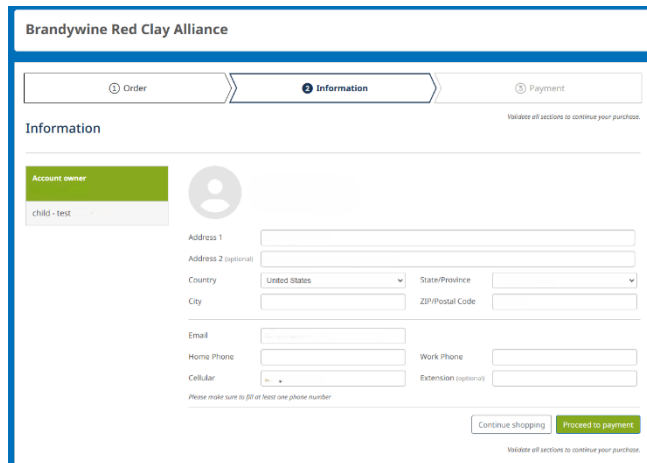 Brandywine Red Clay Alliance
1 Order
2 Information
3 Payment
Validate all sections to continue your purchase.
Information
Account owner
child - test
Address 1
Address 2 (optional)
Country United States State/Province
City ZIP/Postal Code
Email
Home Phone Work Phone
Cellular Extension (optional)
Please make sure to fill at least one phone number
Continue shopping Proceed to payment
Validate all sections to continue your purchase.